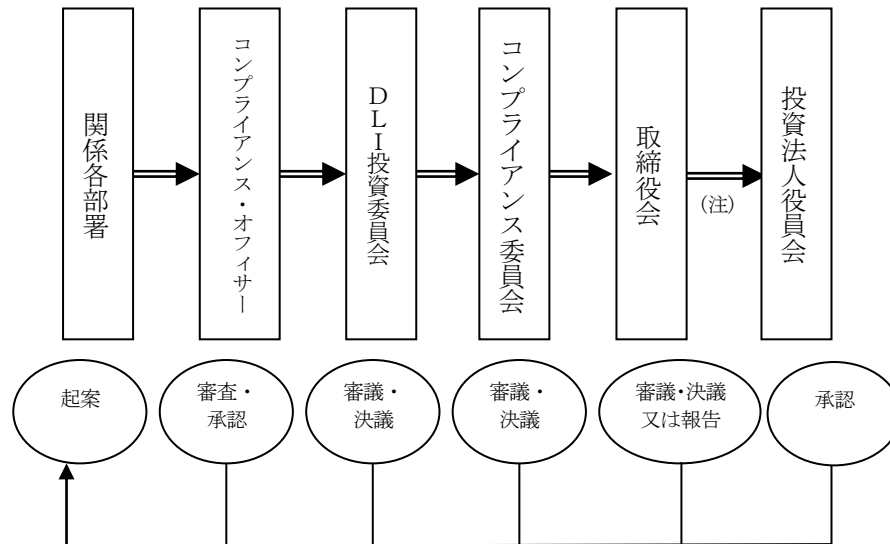 関係各部署
コンプライアンス・オフィサー
DLI投資委員会
コンプライアンス委員会
取締役会
(注)
投資法人役員会
起案
審査・
承認
審議・
決議
審議・
決議
審議・決議
又は報告
承認